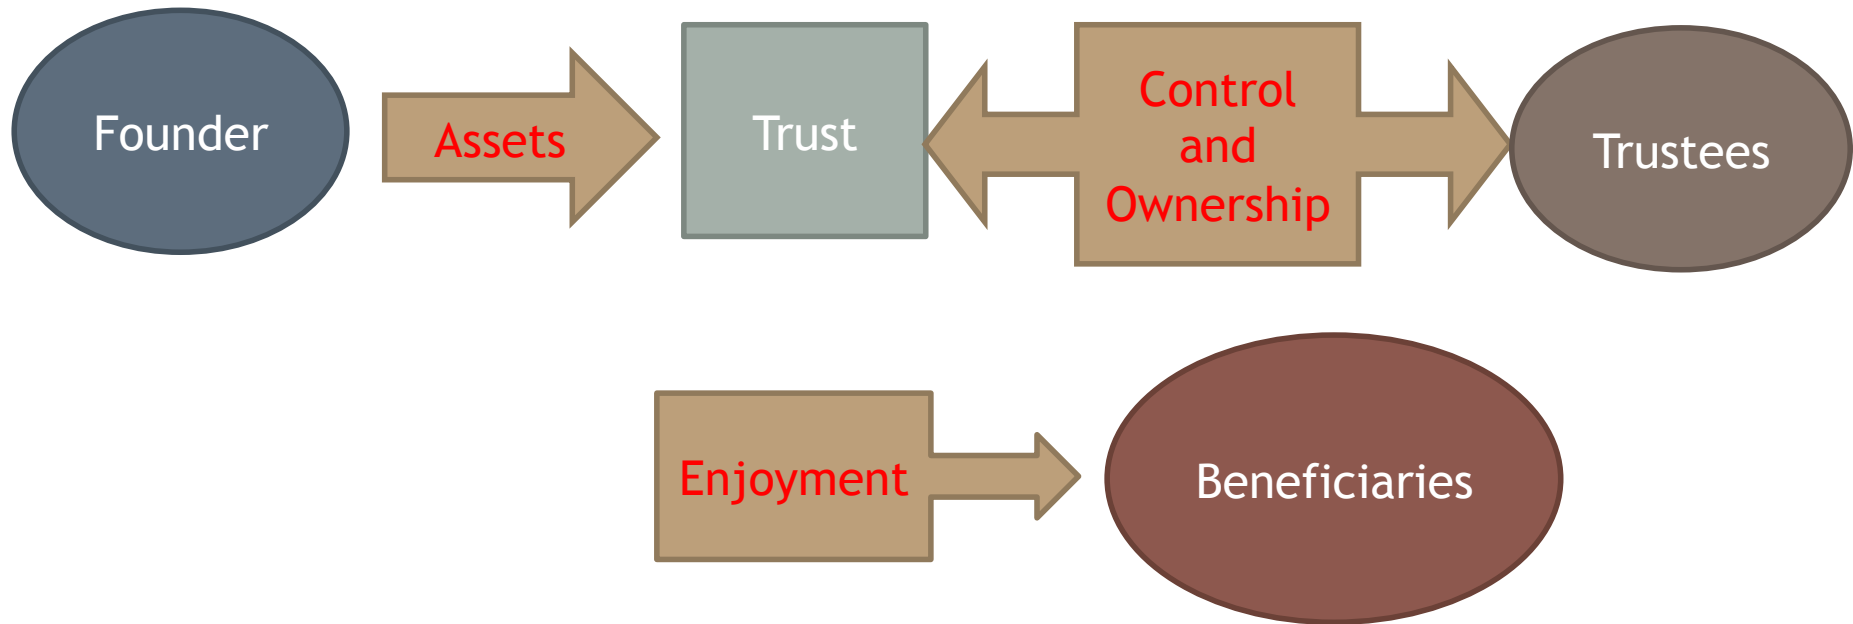 Founder
Assets
Trust
Control
and
Ownership
Trustees
Enjoyment
Beneficiaries